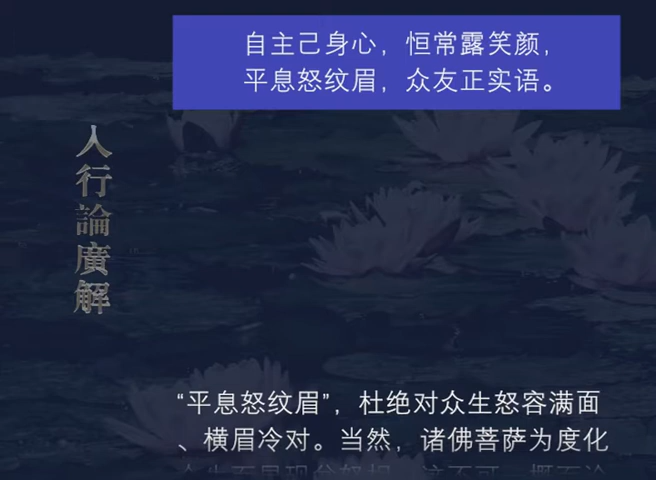 自主己身心，恒常露笑颜，
平息怒纹眉，众友正实语。
人行論廣解
“平息怒纹眉”，杜绝对众生怒容满面
、横眉冷对。当然，诸佛菩萨为度化